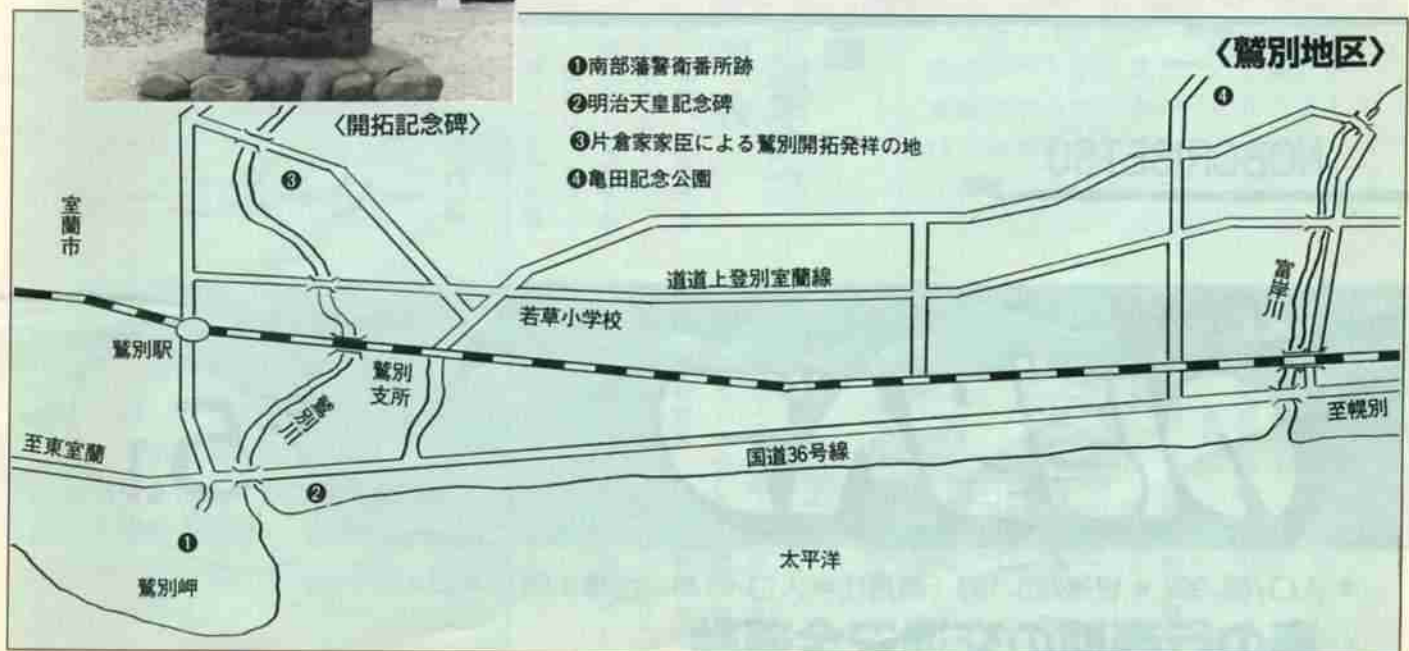 〈鷲別地区〉
❶南部藩警衛番所跡
❷明治天皇記念碑
❸片倉家家臣による鷲別開拓発祥の地
❹亀田記念公園
〈開拓記念碑〉
❹
❸
室蘭市
道道上登別室蘭線
富岸川
若草小学校
鷲別駅
鷲別
支所
鷲別川
至幌別
至東室蘭
国道36号線
❷
❶
太平洋
鷲別岬